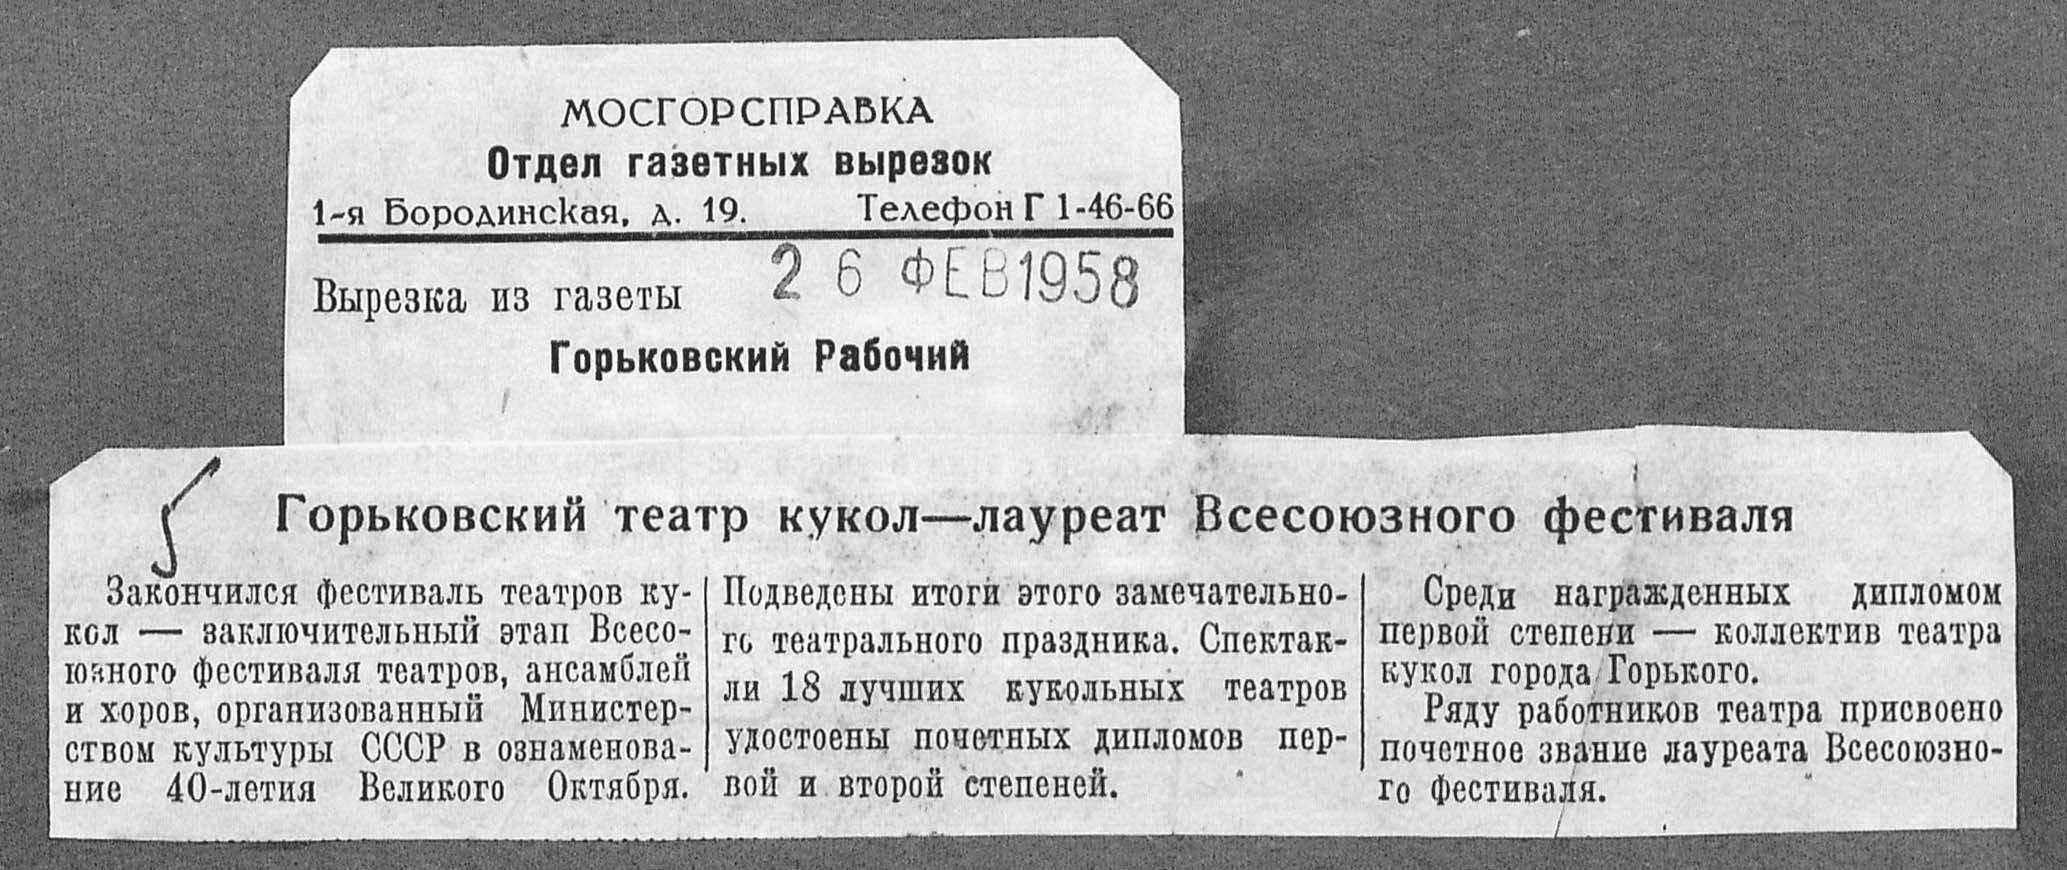 МОСГОРСПРАВКА
Отдел газетных вырезок
1-я Бородинская, д. 19. Телефон Г 1-46-66
26 ФЕВ 1958
Вырезка из газеты
Горьковский Рабочий
Горьковский театр кукол—лауреат Всесоюзного фестиваля
Закончился фестиваль театров ку-
кол — заключительный этап Всесо-
юзного фестиваля театров, ансамблей
и хоров, организованный Министер-
ством культуры СССР в ознаменова-
ние 40-летия Великого Октября.
Подведены итоги этого замечательно-
го театрального праздника. Спектак-
ли 18 лучших кукольных театров
удостоены почетных дипломов пер-
вой и второй степеней.
Среди награжденных дипломом
первой степени — коллектив театра
кукол города Горького.
Ряду работников театра присвоено
почетное звание лауреата Всесоюзно-
го фестиваля.